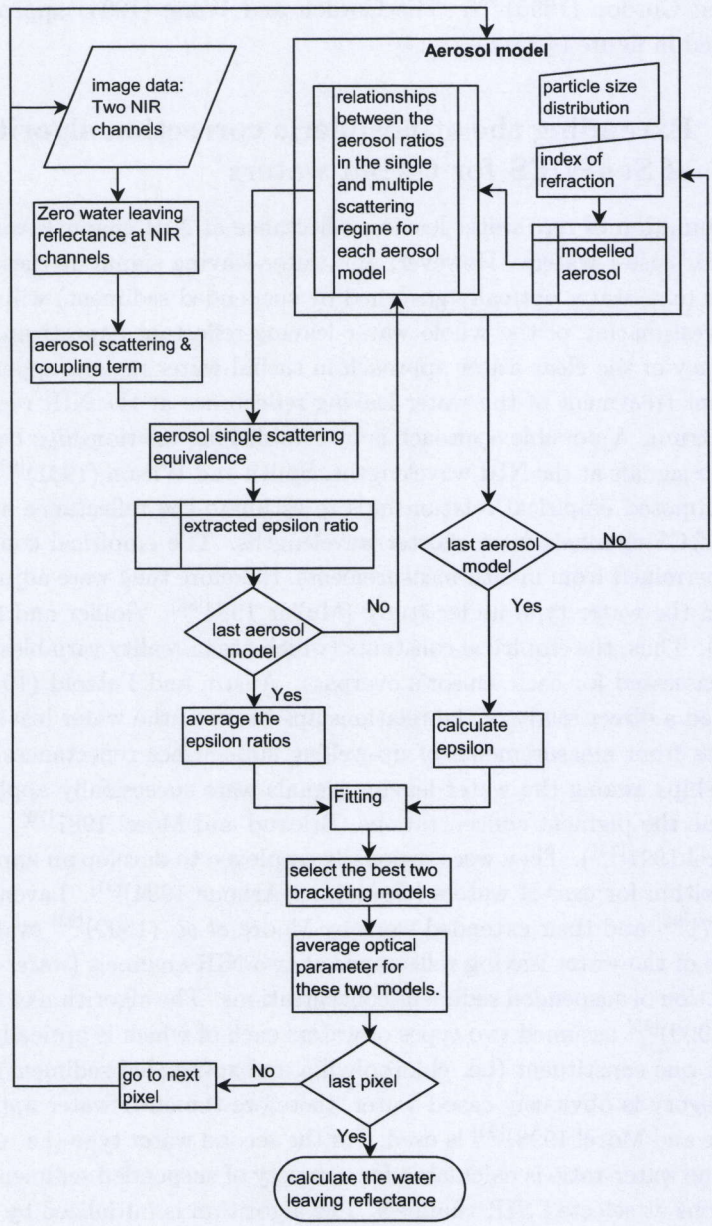 Aerosol model
image data:
Two NIR
channels
relationships
between the
aerosol ratios
in the single
and multiple
scattering
regime for
each aerosol
model
particle size
distribution
index of
refraction
modelled
aerosol
Zero water leaving
reflectance at NIR
channels
aerosol scattering &
coupling term
aerosol single scattering
equivalence
extracted epsilon ratio
last aerosol
model
No
Yes
average the
epsilon ratios
last aerosol
model
No
Yes
calculate
epsilon
Fitting
select the best two
bracketing models
average optical
parameter for
these two models.
last pixel
No
go to next
pixel
Yes
calculate the water
leaving reflectance